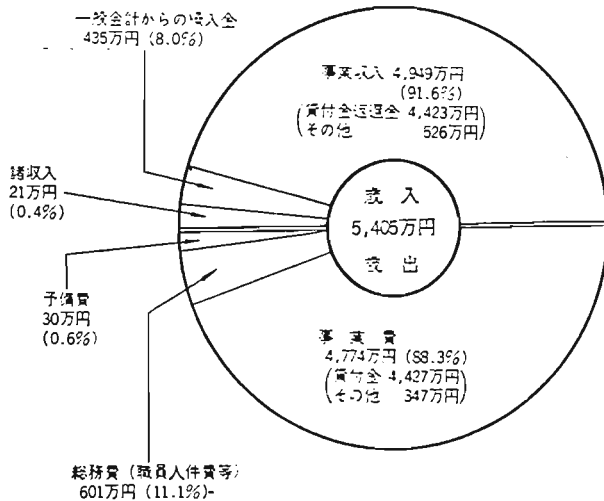 一般会計からの繰入金
435万円 (8.0%)
事業収入 4,949万円
(91.6%)
(貸付金返還金 4,423万円
その他 526万円)
諸収入
21万円
(0.4%)
歳入
5,405万円
歳出
予備費
30万円
(0.6%)
事業費
4,774万円 (88.3%)
(貸付金 4,427万円
その他 347万円)
総務費 (職員人件費等)
601万円 (11.1%)